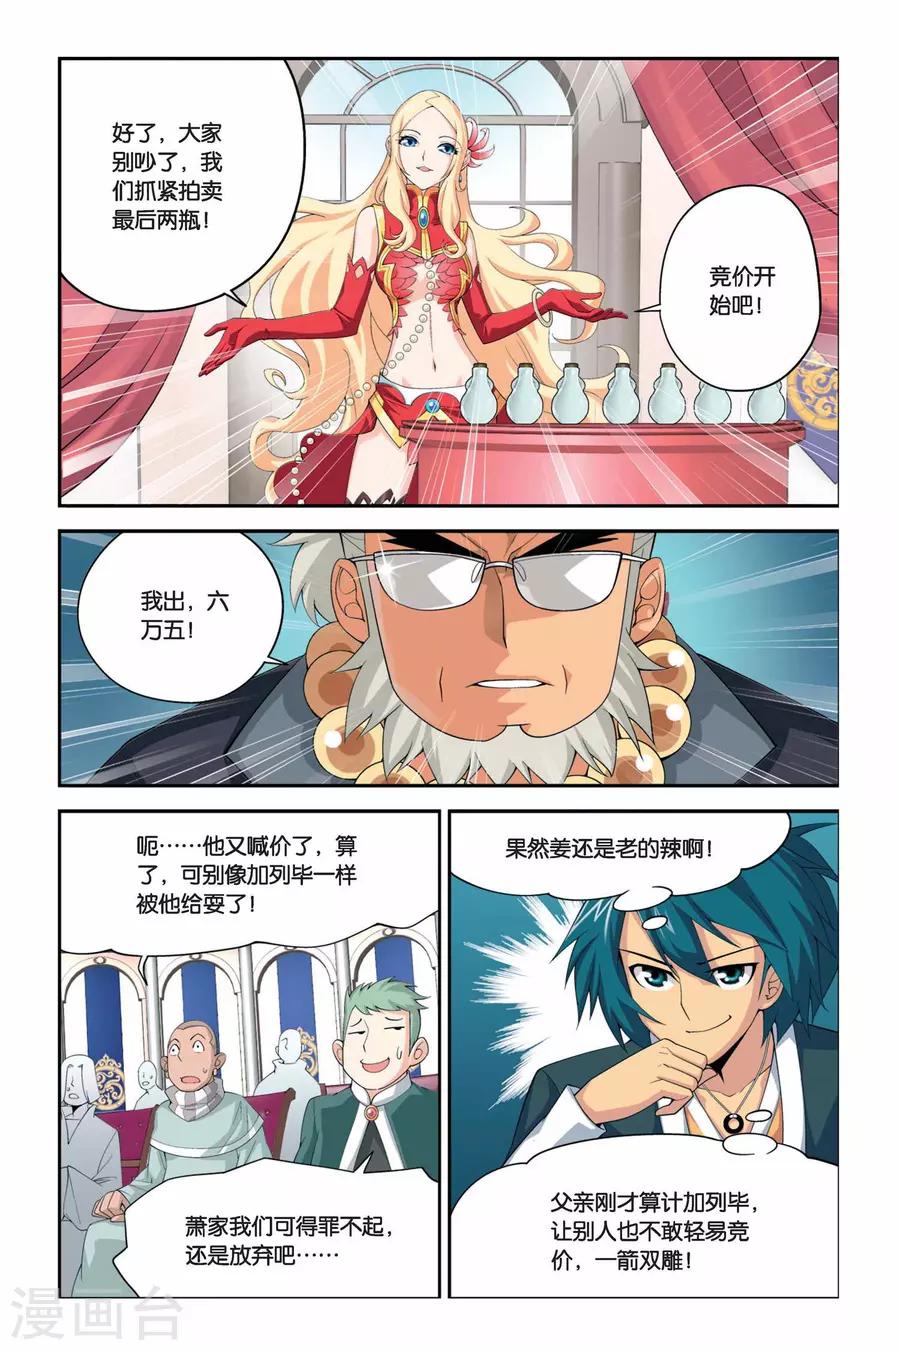 好了，大家
别吵了，我
们抓紧拍卖
最后两瓶！
竞价开
始吧！
我出，六
万五！
呃……他又喊价了，算
了，可别像加列毕一样
被他给耍了！
萧家我们可得罪不起，
还是放弃吧……
果然姜还是老的辣啊！
父亲刚才算计加列毕，
让别人也不敢轻易竞
价，一箭双雕！
漫画台